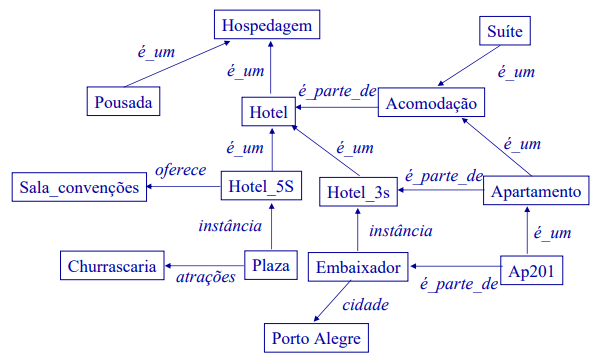 Hospedagem
Suíte
é_um
é_um
é_um
é_parte_de
Pousada
Hotel
Acomodação
é_um
é_um
é_um
oferece
é_parte_de
Sala_convenções
Hotel_5S
Hotel_3s
Apartamento
instância
instância
é_um
Churrascaria
Plaza
Embaixador
Ap201
atrações
é_parte_de
cidade
Porto Alegre